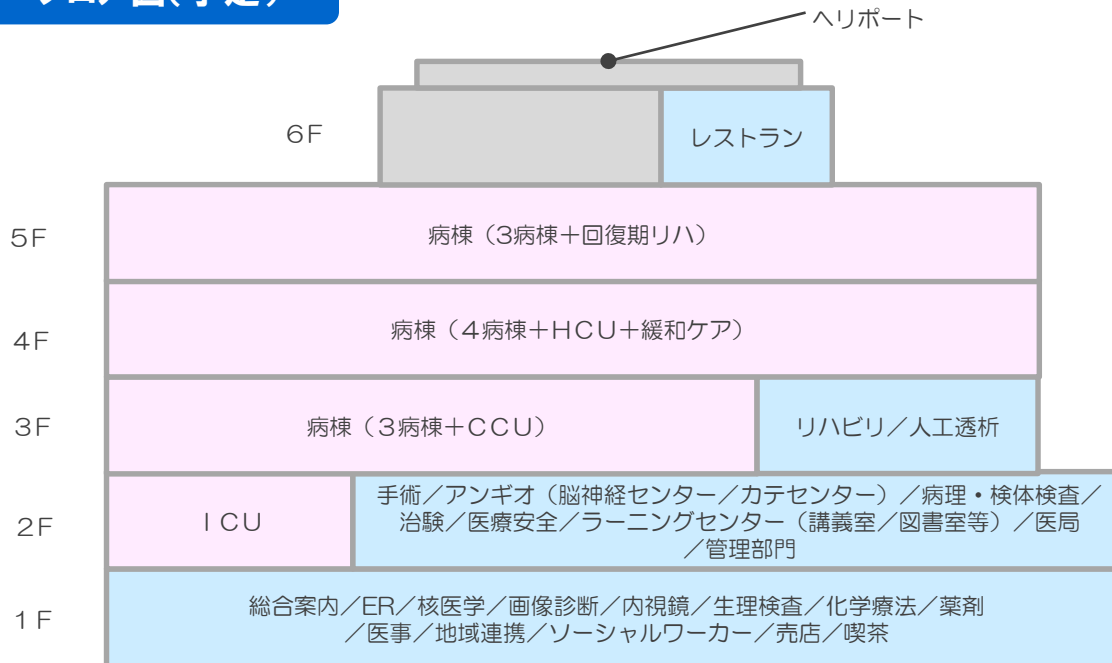 フロア図(予定)
ヘリポート
6F
レストラン
5F
病棟（3病棟＋回復期リハ）
4F
病棟（４病棟＋ＨＣＵ＋緩和ケア）
3F
病棟（３病棟＋ＣＣＵ）
リハビリ／人工透析
2F
ＩＣＵ
手術／アンギオ（脳神経センター／カテセンター）／病理・検体検査／
治験／医療安全／ラーニングセンター（講義室／図書室等）／医局
／管理部門
1F
総合案内／ER／核医学／画像診断／内視鏡／生理検査／化学療法／薬剤
／医事／地域連携／ソーシャルワーカー／売店／喫茶